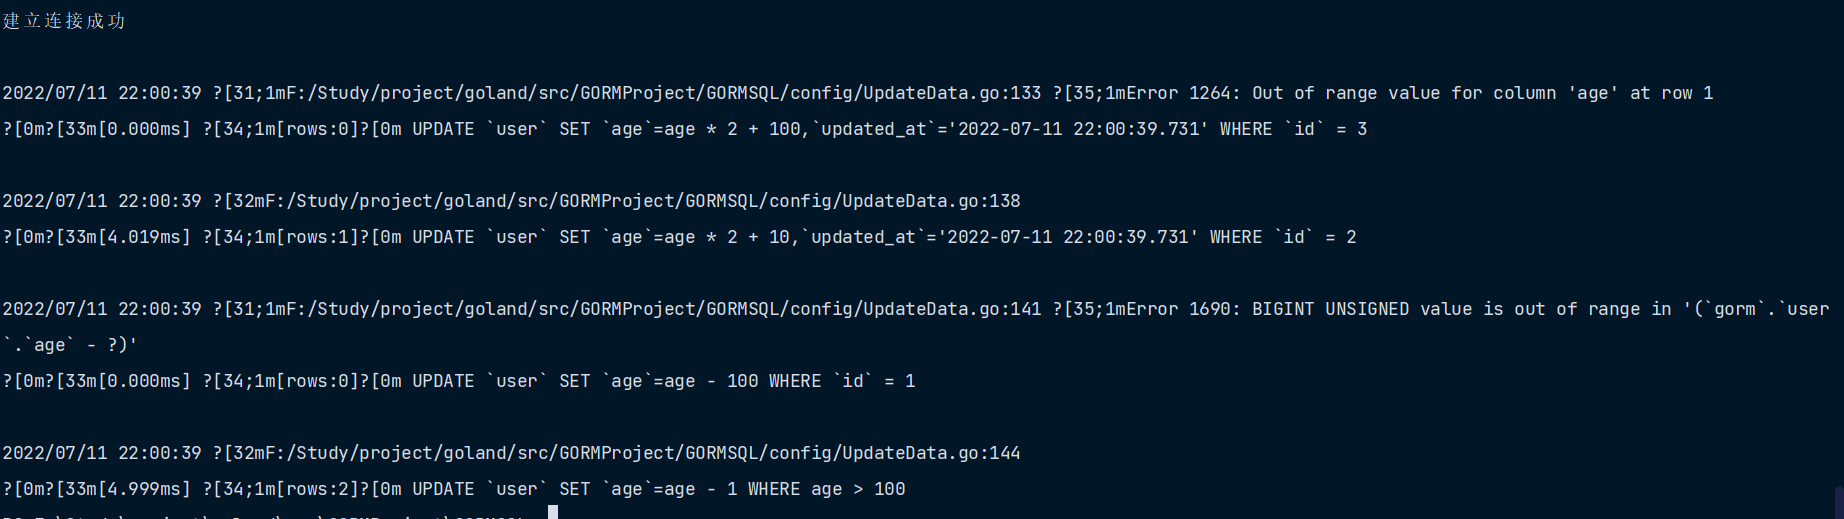 建立连接成功
2022/07/11 22:00:39 ?[31;1mF:/Study/project/goland/src/GORMProject/GORMSQL/config/UpdateData.go:133 ?[35;1mError 1264: Out of range value for column 'age' at row 1
?[0m?[33m[0.000ms] ?[34;1m[rows:0]?[0m UPDATE `user` SET `age`=age * 2 + 100,`updated_at`='2022-07-11 22:00:39.731' WHERE `id` = 3
2022/07/11 22:00:39 ?[32mF:/Study/project/goland/src/GORMProject/GORMSQL/config/UpdateData.go:138
?[0m?[33m[4.019ms] ?[34;1m[rows:1]?[0m UPDATE `user` SET `age`=age * 2 + 10,`updated_at`='2022-07-11 22:00:39.731' WHERE `id` = 2
2022/07/11 22:00:39 ?[31;1mF:/Study/project/goland/src/GORMProject/GORMSQL/config/UpdateData.go:141 ?[35;1mError 1690: BIGINT UNSIGNED value is out of range in '(`gorm`.`user
`.`age` - ?)'
?[0m?[33m[0.000ms] ?[34;1m[rows:0]?[0m UPDATE `user` SET `age`=age - 100 WHERE `id` = 1
2022/07/11 22:00:39 ?[32mF:/Study/project/goland/src/GORMProject/GORMSQL/config/UpdateData.go:144
?[0m?[33m[4.999ms] ?[34;1m[rows:2]?[0m UPDATE `user` SET `age`=age - 1 WHERE age > 100